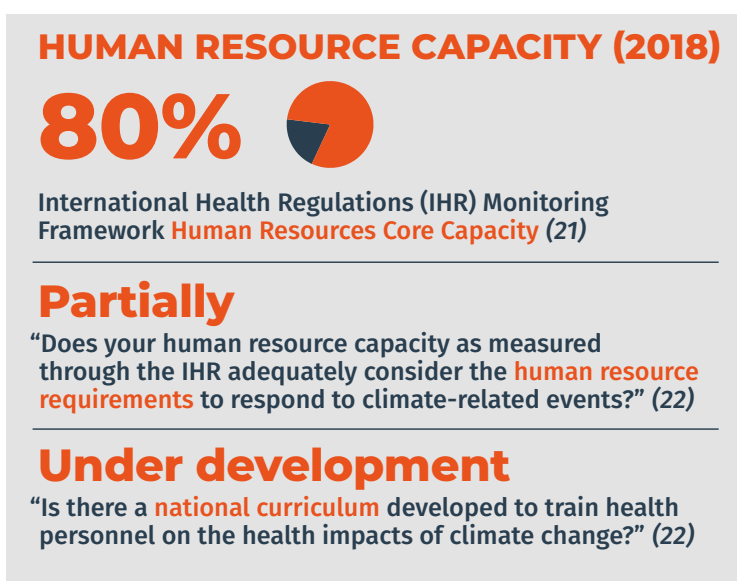 HUMAN RESOURCE CAPACITY (2018)
80%
International Health Regulations (IHR) Monitoring
Framework Human Resources Core Capacity (21)
Partially
“Does your human resource capacity as measured
through the IHR adequately consider the human resource
requirements to respond to climate-related events?” (22)
Under development
“Is there a national curriculum developed to train health
personnel on the health impacts of climate change?” (22)